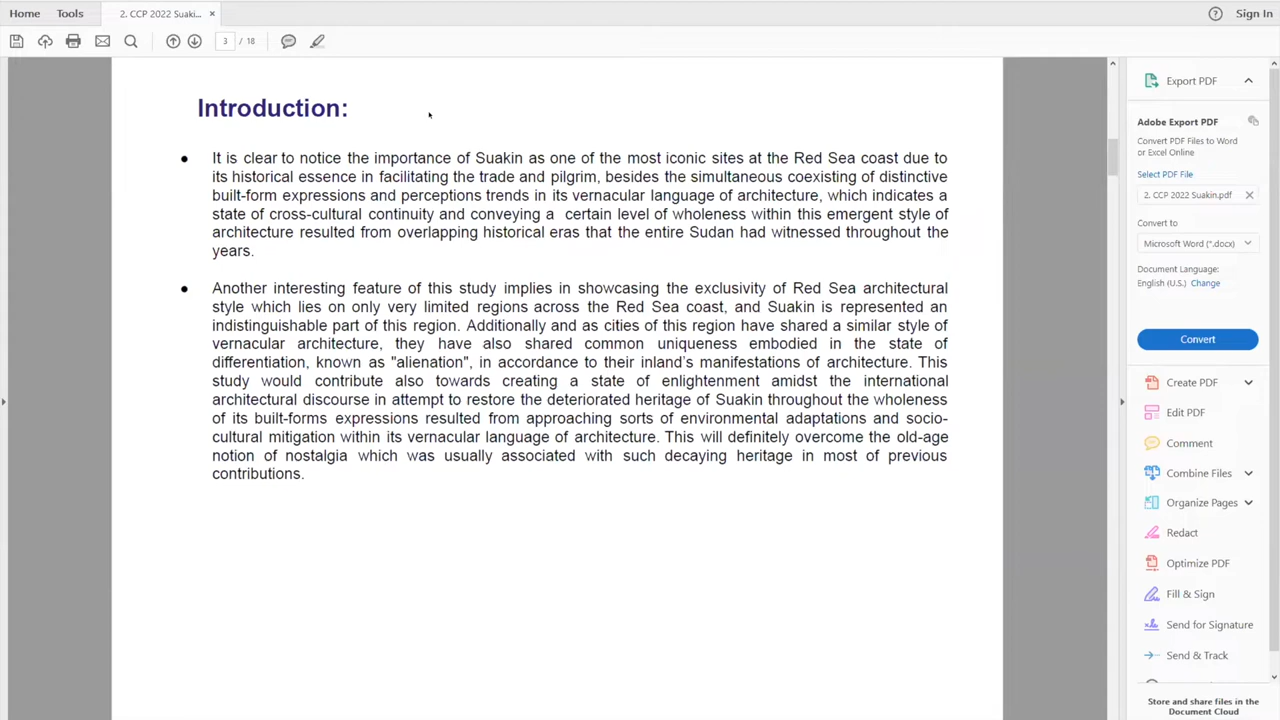 Home Tools 2. CCP 2022 Suaki... × ? Sign In
3 / 18
Introduction:
Export PDF
Adobe Export PDF
Convert PDF Files to Word
or Excel Online
Select PDF File
2. CCP 2022 Suakin.pdf ×
Convert to
Microsoft Word (*.docx)
Document Language:
English (U.S.) Change
Convert
Create PDF
Edit PDF
Comment
Combine Files
Organize Pages
Redact
Optimize PDF
Fill & Sign
Send for Signature
Send & Track
Store and share files in the
Document Cloud
• It is clear to notice the importance of Suakin as one of the most iconic sites at the Red Sea coast due to
its historical essence in facilitating the trade and pilgrim, besides the simultaneous coexisting of distinctive
built-form expressions and perceptions trends in its vernacular language of architecture, which indicates a
state of cross-cultural continuity and conveying a certain level of wholeness within this emergent style of
architecture resulted from overlapping historical eras that the entire Sudan had witnessed throughout the
years.
• Another interesting feature of this study implies in showcasing the exclusivity of Red Sea architectural
style which lies on only very limited regions across the Red Sea coast, and Suakin is represented an
indistinguishable part of this region. Additionally and as cities of this region have shared a similar style of
vernacular architecture, they have also shared common uniqueness embodied in the state of
differentiation, known as "alienation", in accordance to their inland's manifestations of architecture. This
study would contribute also towards creating a state of enlightenment amidst the international
architectural discourse in attempt to restore the deteriorated heritage of Suakin throughout the wholeness
of its built-forms expressions resulted from approaching sorts of environmental adaptations and socio-
cultural mitigation within its vernacular language of architecture. This will definitely overcome the old-age
notion of nostalgia which was usually associated with such decaying heritage in most of previous
contributions.